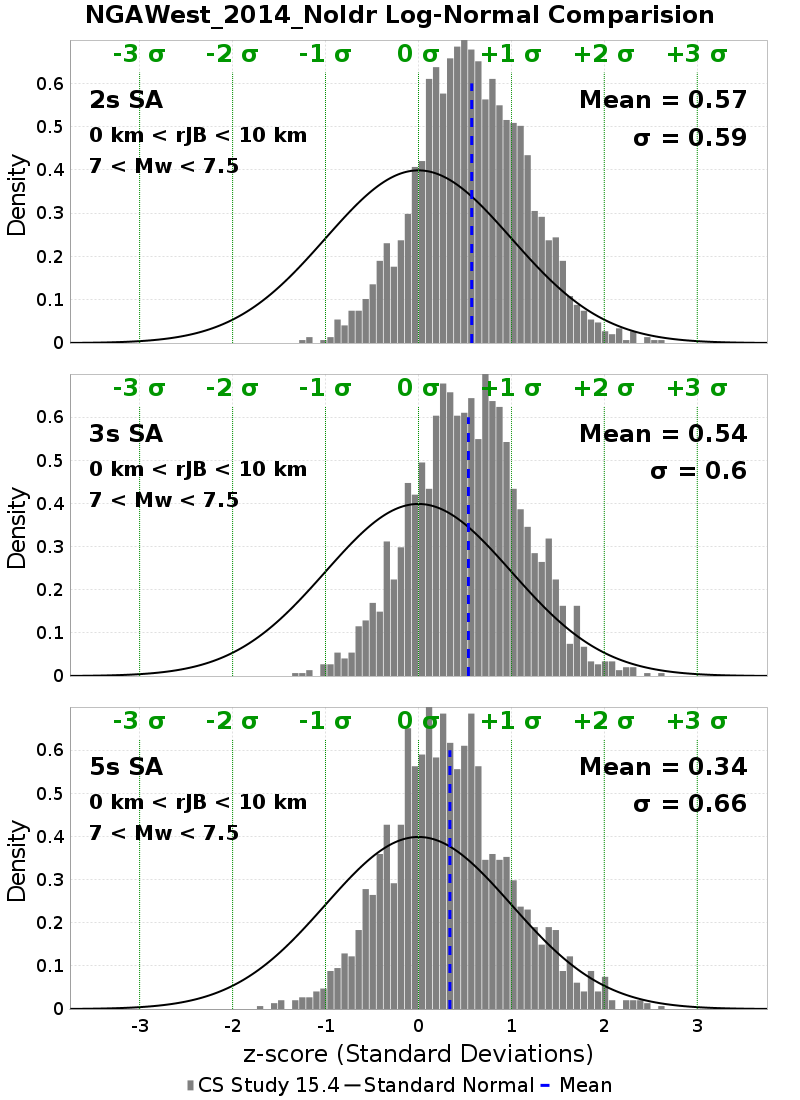 NGAWest_2014_NoIdr Log-Normal Comparision
-3 σ -2 σ -1 σ 0 σ +1 σ +2 σ +3 σ
2s SA
Mean = 0.57
0 km < rJB < 10 km
σ = 0.59
7 < Mw < 7.5
Density
0.6
0.5
0.4
0.3
0.2
0.1
0
-3 σ -2 σ -1 σ 0 σ +1 σ +2 σ +3 σ
3s SA
Mean = 0.54
0 km < rJB < 10 km
σ = 0.6
7 < Mw < 7.5
Density
0.6
0.5
0.4
0.3
0.2
0.1
0
-3 σ -2 σ -1 σ 0 σ +1 σ +2 σ +3 σ
5s SA
Mean = 0.34
0 km < rJB < 10 km
σ = 0.66
7 < Mw < 7.5
Density
0.6
0.5
0.4
0.3
0.2
0.1
0
-3 -2 -1 0 1 2 3
z-score (Standard Deviations)
CS Study 15.4 Standard Normal Mean